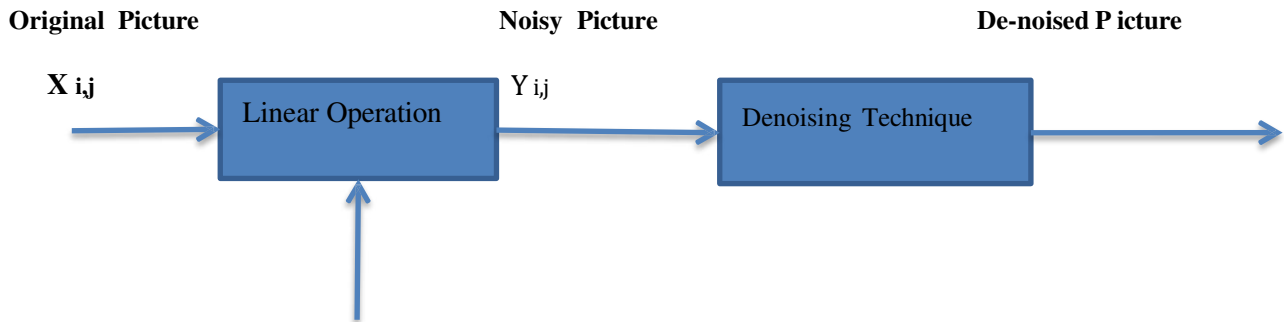 Original Picture
Noisy Picture
De-noised P icture
X i,j
Y i,j
Linear Operation
Denoising Technique